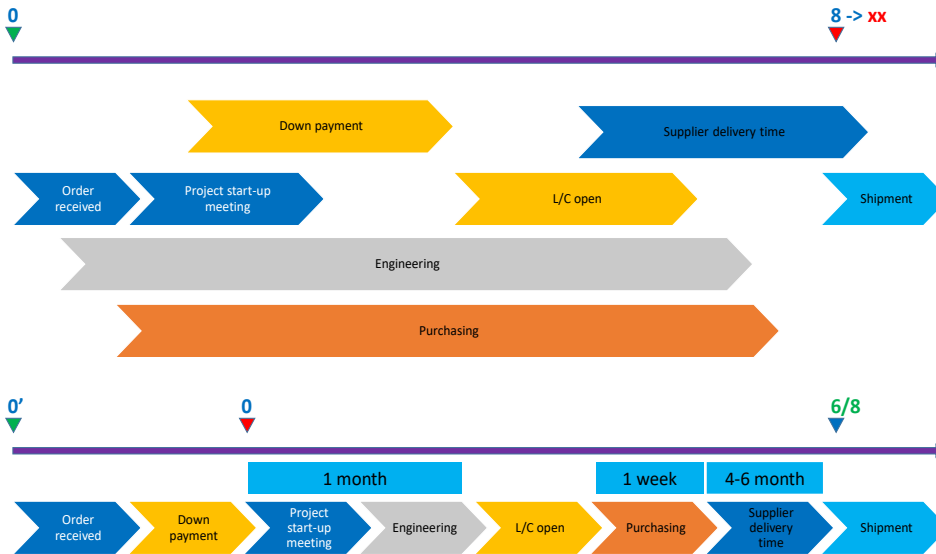 0
8 -> xx
Down payment
Supplier delivery time
Order
received
Project start-up
meeting
L/C open
Shipment
Engineering
Purchasing
0'
0
6/8
1 month
1 week
4-6 month
Order
received
Down
payment
Project
start-up
meeting
Engineering
L/C open
Purchasing
Supplier
delivery
time
Shipment